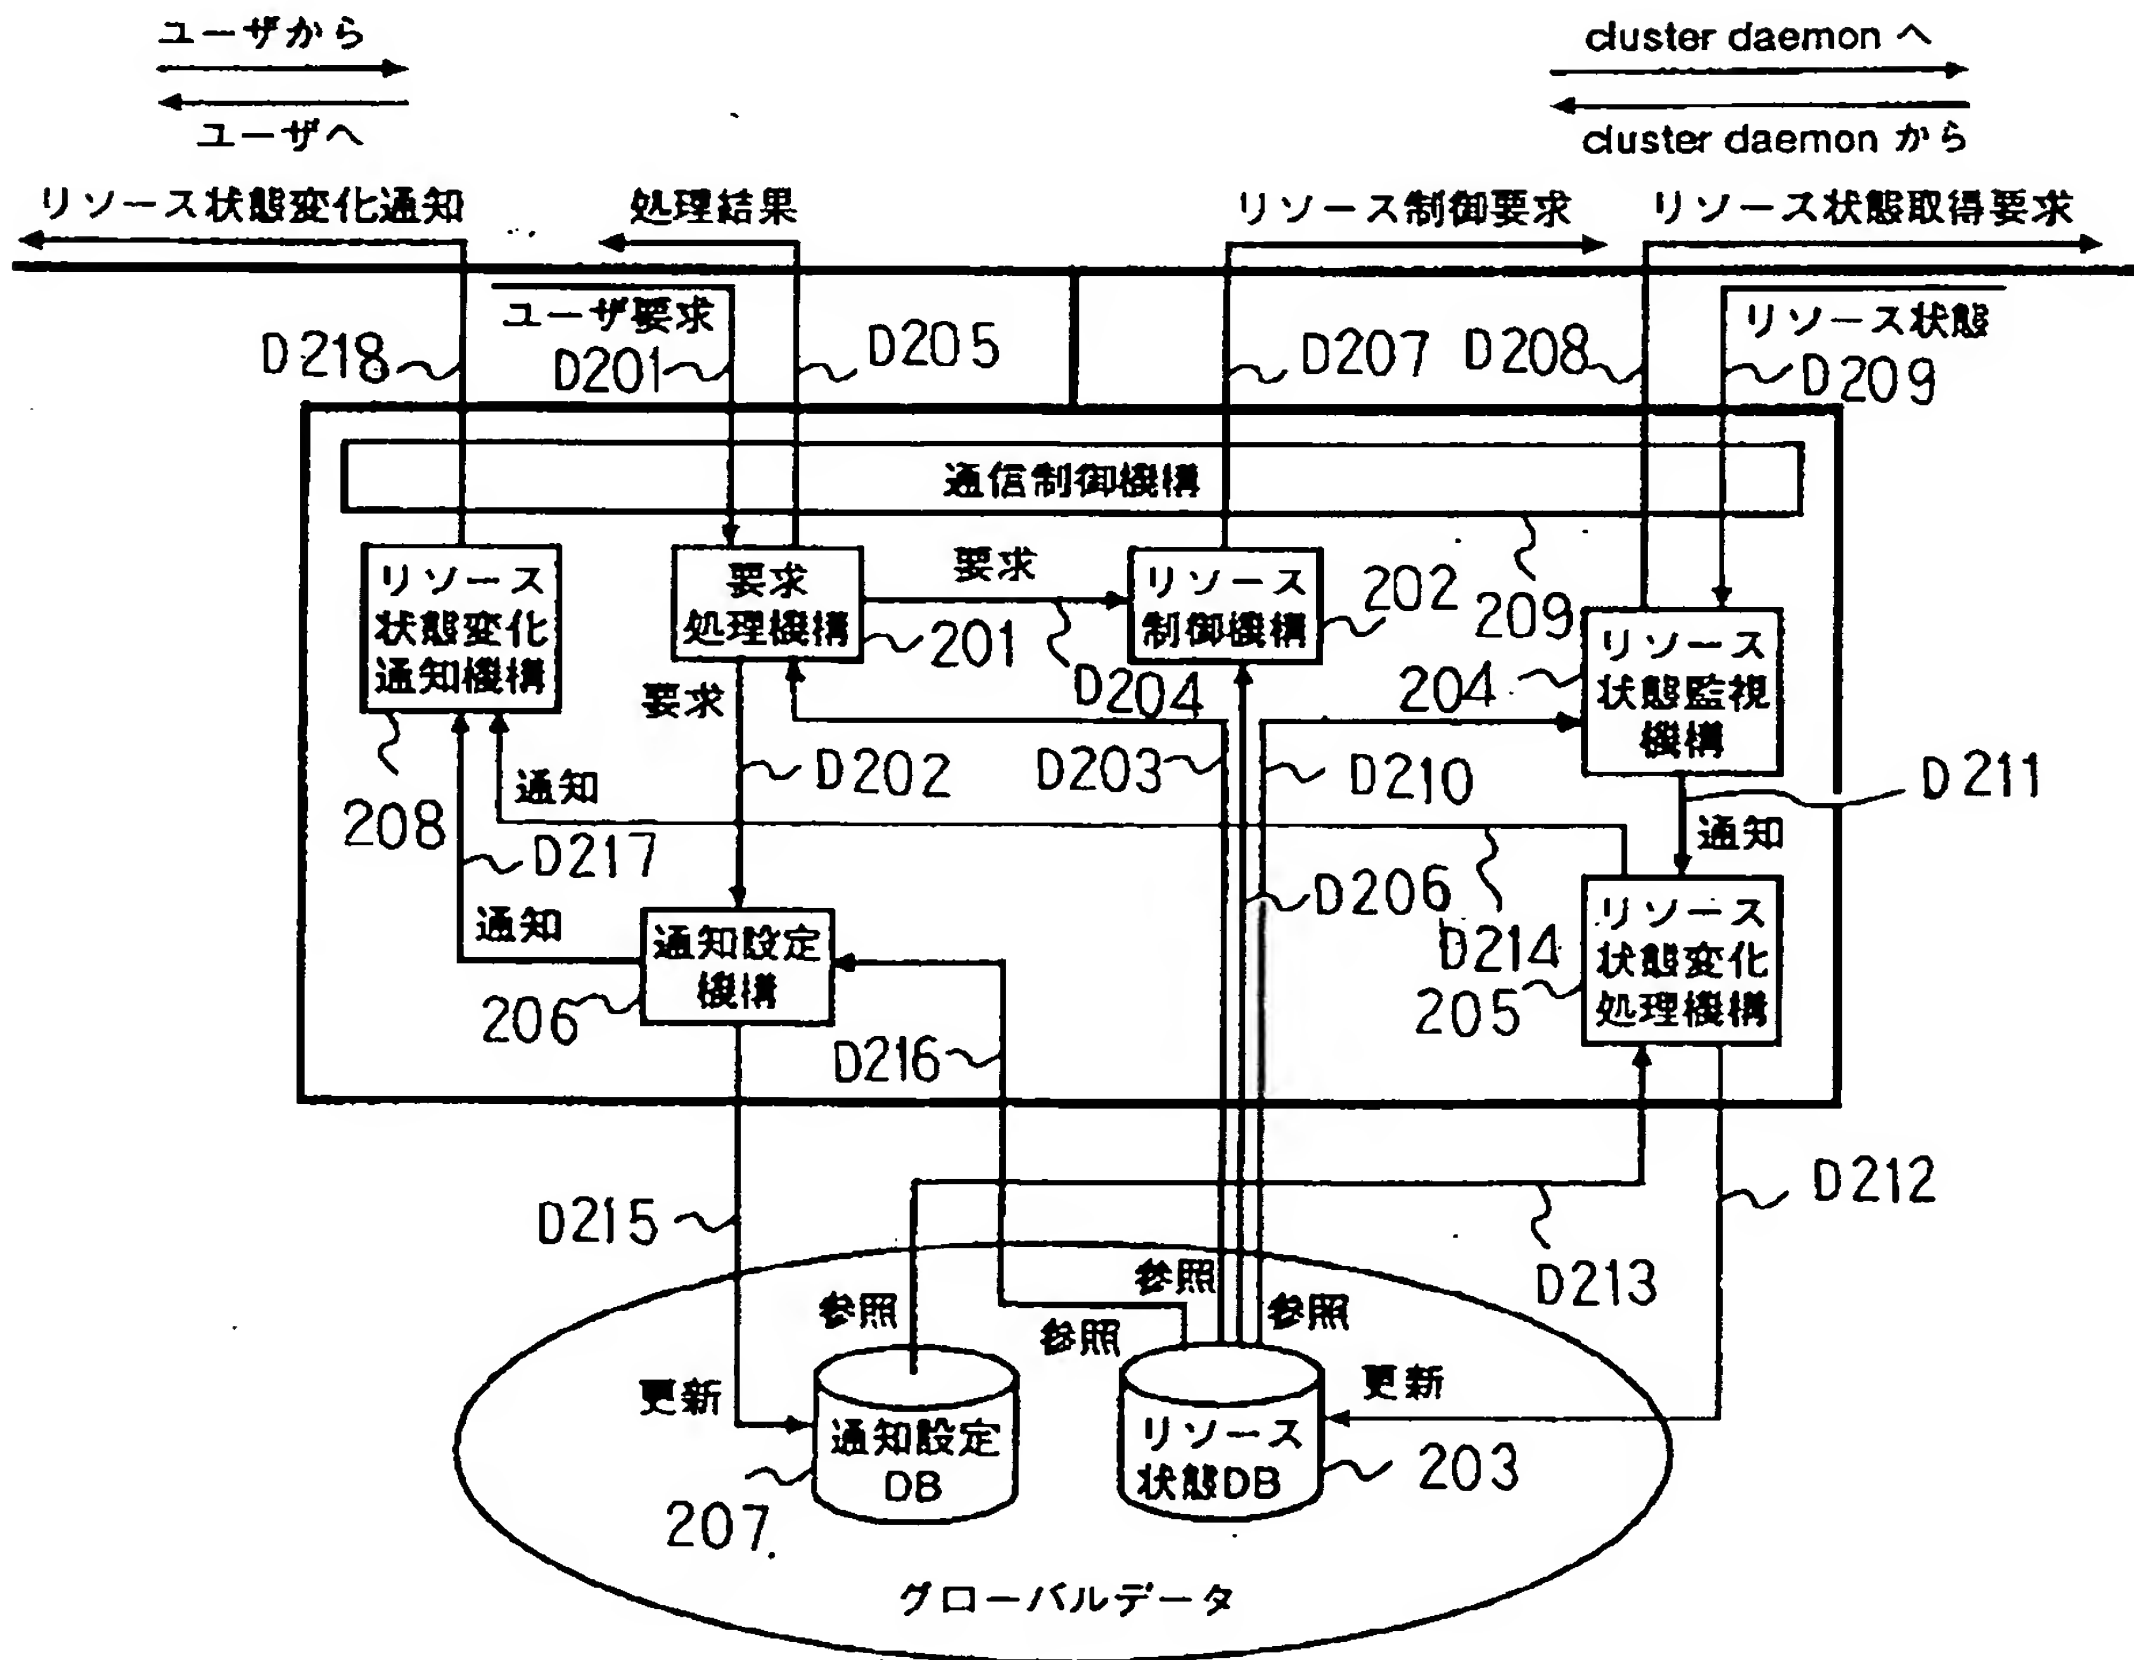 ユーザから
ユーザへ
cluster daemon へ
cluster daemon から
リソース状態変化通知
処理結果
リソース制御要求
リソース状態取得要求
ユーザ要求
リソース状態
D218
D201
D205
D207
D208
D209
通信制御機構
リソース
状態変化
通知機構
要求
処理機構
要求
リソース
制御機構
202
209
201
D204
リソース
状態監視
機構
204
要求
D202
D203
D210
D211
208
通知
D217
通知
D206
D214
通知
通知設定
機構
206
D216
リソース
状態変化
処理機構
205
D215
D212
D213
参照
参照
参照
参照
更新
更新
通知設定
DB
207
リソース
状態DB
203
グローバルデータ